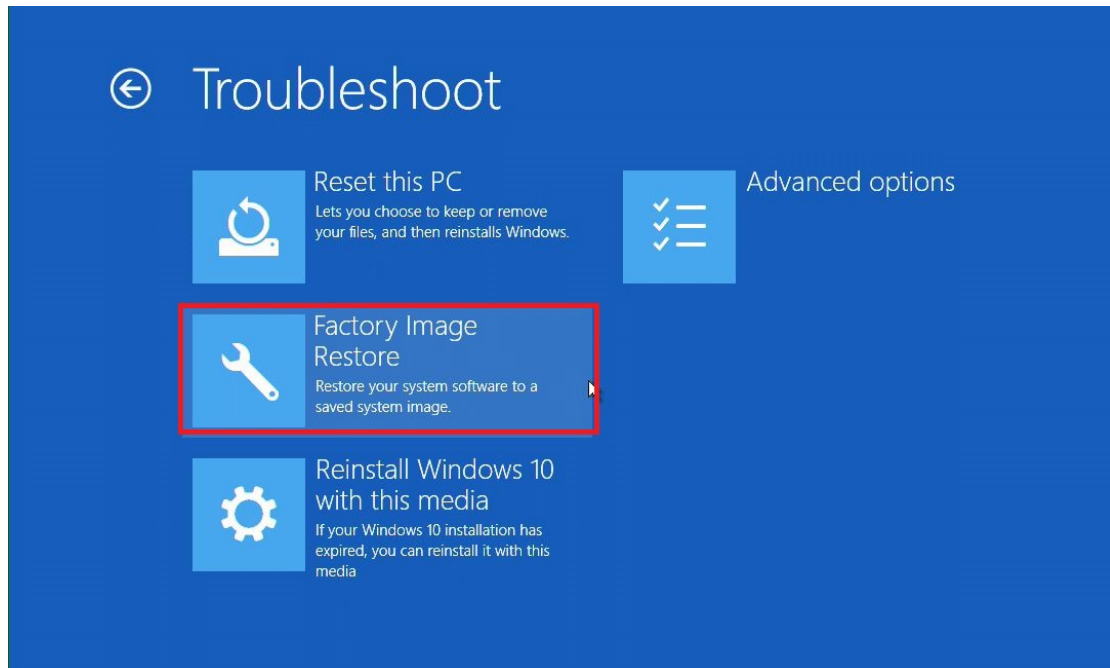 Troubleshoot
Reset this PC
Lets you choose to keep or remove
your files, and then reinstalls Windows.
Advanced options
Factory Image
Restore
Restore your system software to a
saved system image.
Reinstall Windows 10
with this media
If your Windows 10 installation has
expired, you can reinstall it with this
media